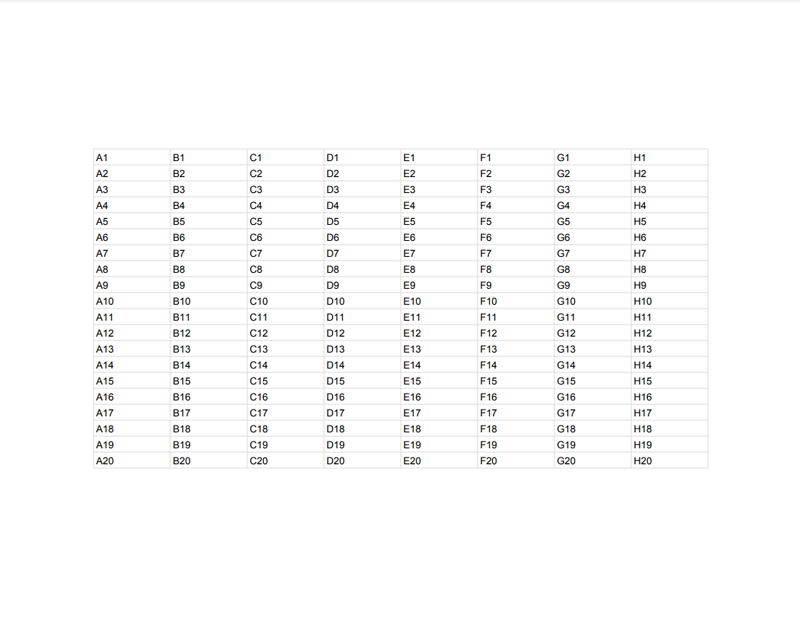 A1 B1 C1 D1 E1 F1 G1 H1
A2 B2 C2 D2 E2 F2 G2 H2
A3 B3 C3 D3 E3 F3 G3 H3
A4 B4 C4 D4 E4 F4 G4 H4
A5 B5 C5 D5 E5 F5 G5 H5
A6 B6 C6 D6 E6 F6 G6 H6
A7 B7 C7 D7 E7 F7 G7 H7
A8 B8 C8 D8 E8 F8 G8 H8
A9 B9 C9 D9 E9 F9 G9 H9
A10 B10 C10 D10 E10 F10 G10 H10
A11 B11 C11 D11 E11 F11 G11 H11
A12 B12 C12 D12 E12 F12 G12 H12
A13 B13 C13 D13 E13 F13 G13 H13
A14 B14 C14 D14 E14 F14 G14 H14
A15 B15 C15 D15 E15 F15 G15 H15
A16 B16 C16 D16 E16 F16 G16 H16
A17 B17 C17 D17 E17 F17 G17 H17
A18 B18 C18 D18 E18 F18 G18 H18
A19 B19 C19 D19 E19 F19 G19 H19
A20 B20 C20 D20 E20 F20 G20 H20